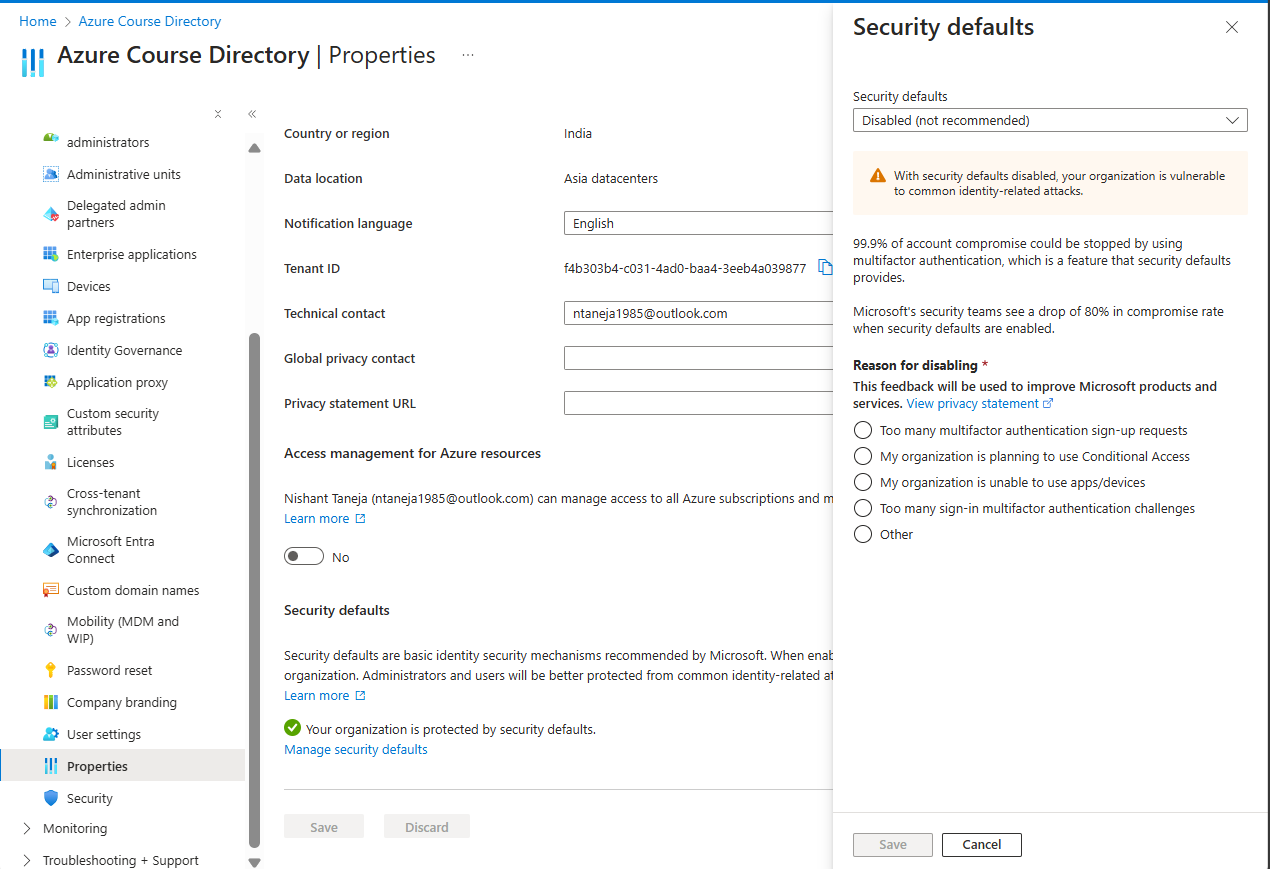 Home > Azure Course Directory
Azure Course Directory | Properties ...
administrators
Administrative units
Delegated admin
partners
Enterprise applications
Devices
App registrations
Identity Governance
Application proxy
Custom security
attributes
Licenses
Cross-tenant
synchronization
Microsoft Entra
Connect
Custom domain names
Mobility (MDM and
WIP)
Password reset
Company branding
User settings
Properties
Security
Monitoring
Troubleshooting + Support
Country or region India
Data location Asia datacenters
Notification language English
Tenant ID f4b303b4-c031-4ad0-baa4-3eeb4a039877
Technical contact ntaneja1985@outlook.com
Global privacy contact
Privacy statement URL
Access management for Azure resources
Nishant Taneja (ntaneja1985@outlook.com) can manage access to all Azure subscriptions and m
Learn more
No
Security defaults
Security defaults are basic identity security mechanisms recommended by Microsoft. When enab
organization. Administrators and users will be better protected from common identity-related at
Learn more
Your organization is protected by security defaults.
Manage security defaults
Save Discard
Security defaults
Security defaults
Disabled (not recommended)
With security defaults disabled, your organization is vulnerable
to common identity-related attacks.
99.9% of account compromise could be stopped by using
multifactor authentication, which is a feature that security defaults
provides.
Microsoft's security teams see a drop of 80% in compromise rate
when security defaults are enabled.
Reason for disabling *
This feedback will be used to improve Microsoft products and
services. View privacy statement
Too many multifactor authentication sign-up requests
My organization is planning to use Conditional Access
My organization is unable to use apps/devices
Too many sign-in multifactor authentication challenges
Other
Save Cancel